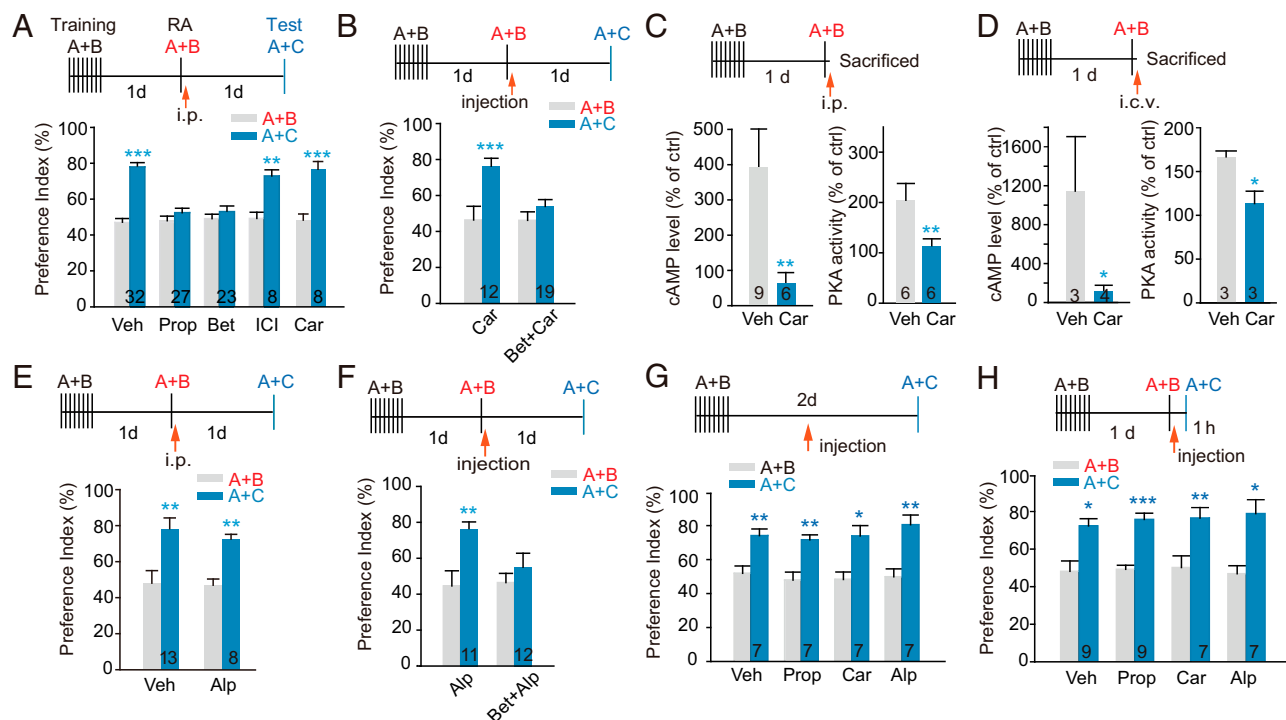 A
Training
RA
Test
A+B
A+B
A+C
1d
1d
i.p.
A+B
A+C
Preference Index (%)
100
80
60
40
20
0
32
27
23
8
8
***
**
***
Veh Prop Bet ICI Car
B
A+B
A+B
A+C
1d
1d
injection
A+B
A+C
Preference Index (%)
100
80
60
40
20
0
***
12
19
Car
Bet+Car
C
A+B
A+B
1 d
Sacrificed
i.p.
cAMP level (% of ctrl)
500
400
300
200
100
0
**
9
6
Veh Car
PKA activity (% of ctrl)
300
200
100
0
**
6
6
Veh Car
D
A+B
A+B
1 d
Sacrificed
i.c.v.
cAMP level (% of ctrl)
1600
1200
1000
800
600
400
200
0
*
3
4
Veh Car
PKA activity (% of ctrl)
200
150
100
50
0
*
3
3
Veh Car
E
A+B
A+B
A+C
1d
1d
i.p.
A+B
A+C
Preference Index (%)
100
80
60
40
20
0
**
**
13
8
Veh Alp
F
A+B
A+B
A+C
1d
1d
injection
A+B
A+C
Preference Index (%)
100
80
60
40
20
0
**
11
12
Alp
Bet+Alp
G
A+B
A+C
2d
injection
A+B
A+C
Preference Index (%)
100
80
60
40
20
0
**
**
*
**
7
7
7
7
Veh Prop Car Alp
H
A+B
A+B
A+C
1 d
1 h
injection
A+B
A+C
Preference Index (%)
100
80
60
40
20
0
*
***
**
*
9
9
7
7
Veh Prop Car Alp